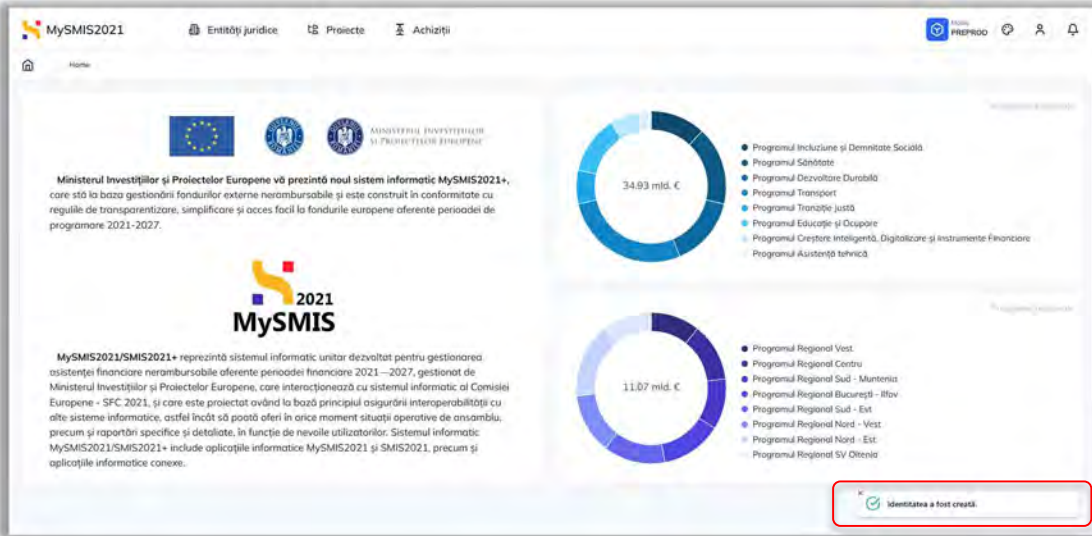 MySMIS2021
Entități juridice
Proiecte
Achiziții
PREPROD
Home
MINISTERUL INVESTIȚIILOR
ȘI PROIECTELOR EUROPENE
Ministerul Investițiilor și Proiectelor Europene vă prezintă noul sistem informatic MySMIS2021+,
care stă la baza gestionării fondurilor externe nerambursabile și este construit în conformitate cu
regulile de transparentizare, simplificare și acces facil la fondurile europene aferente perioadei de
programare 2021-2027.
2021
MySMIS
MySMIS2021/SMIS2021+ reprezintă sistemul informatic unitar dezvoltat pentru gestionarea
asistenței financiare nerambursabile aferente perioadei financiare 2021—2027, gestionat de
Ministerul Investițiilor și Proiectelor Europene, care interacționează cu sistemul informatic al Comisiei
Europene - SFC 2021, și care este proiectat având la bază principiul asigurării interoperabilității cu
alte sisteme informatice, astfel încât să poată oferi în orice moment situații operative de ansamblu,
precum și raportări specifice și detaliate, în funcție de nevoile utilizatorilor. Sistemul informatic
MySMIS2021/SMIS2021+ include aplicațiile informatice MySMIS2021 și SMIS2021, precum și
aplicațiile informatice conexe.
34.93 mld. €
Programul Incluziune și Demnitate Socială
Programul Sănătate
Programul Dezvoltare Durabilă
Programul Transport
Programul Tranziție justă
Programul Educație și Ocupare
Programul Creștere Inteligentă, Digitalizare și Instrumente Financiare
Programul Asistență tehnică
11.07 mld. €
Programul Regional Vest
Programul Regional Centru
Programul Regional Sud - Muntenia
Programul Regional București - Ilfov
Programul Regional Sud - Est
Programul Regional Nord - Vest
Programul Regional Nord - Est
Programul Regional SV Oltenia
Identitatea a fost creată.